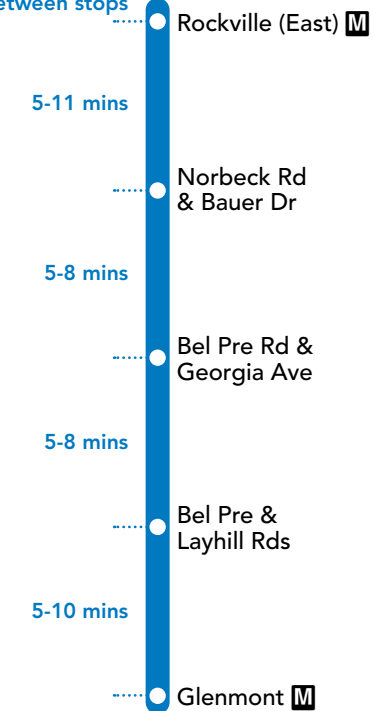 between stops
Rockville (East) M
5-11 mins
Norbeck Rd
& Bauer Dr
5-8 mins
Bel Pre Rd &
Georgia Ave
5-8 mins
Bel Pre &
Layhill Rds
5-10 mins
Glenmont M